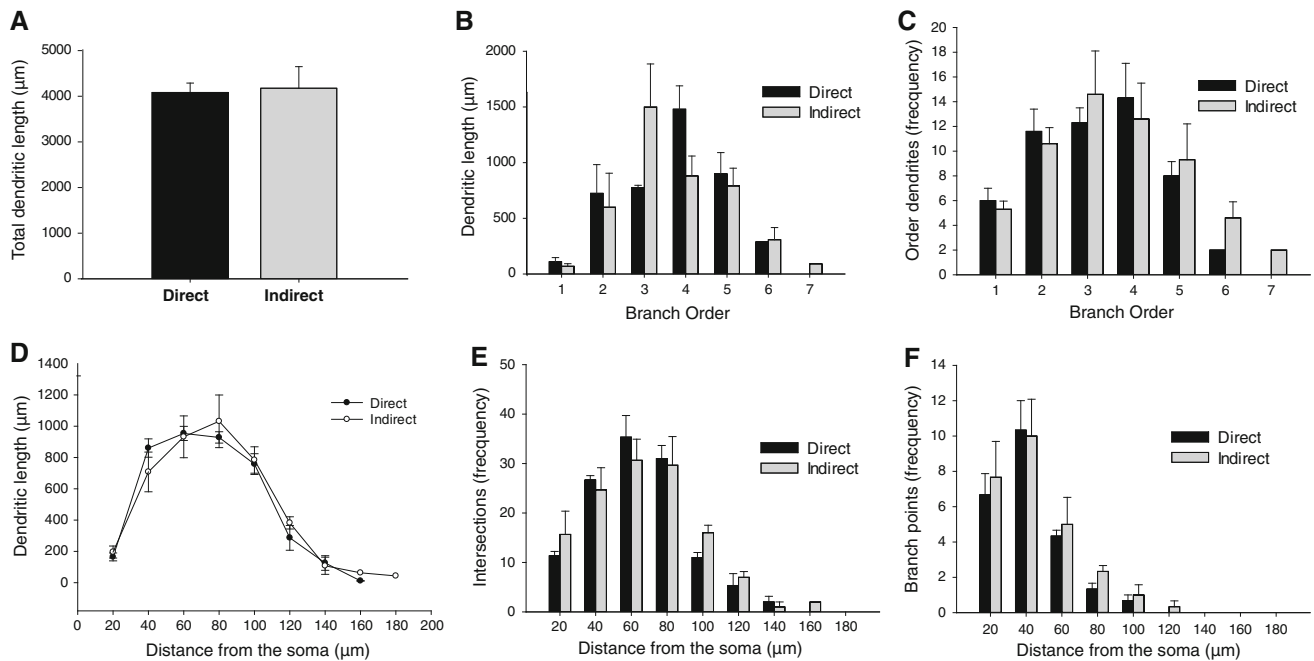 A
Total dendritic length (µm)
5000
4000
3000
2000
1000
0
Direct
Indirect
B
Dendritic length (µm)
2000
1500
1000
500
0
Direct
Indirect
1 2 3 4 5 6 7
Branch Order
C
Order dendrites (frecquency)
20
18
16
14
12
10
8
6
4
2
0
Direct
Indirect
1 2 3 4 5 6 7
Branch Order
D
Dendritic length (µm)
1400
1200
1000
800
600
400
200
0
Direct
Indirect
0 20 40 60 80 100 120 140 160 180 200
Distance from the soma (µm)
E
Intersections (frecquency)
50
40
30
20
10
0
Direct
Indirect
20 40 60 80 100 120 140 160 180
Distance from the soma (µm)
F
Branch points (frecquency)
14
12
10
8
6
4
2
0
Direct
Indirect
20 40 60 80 100 120 140 160 180
Distance from the soma (µm)